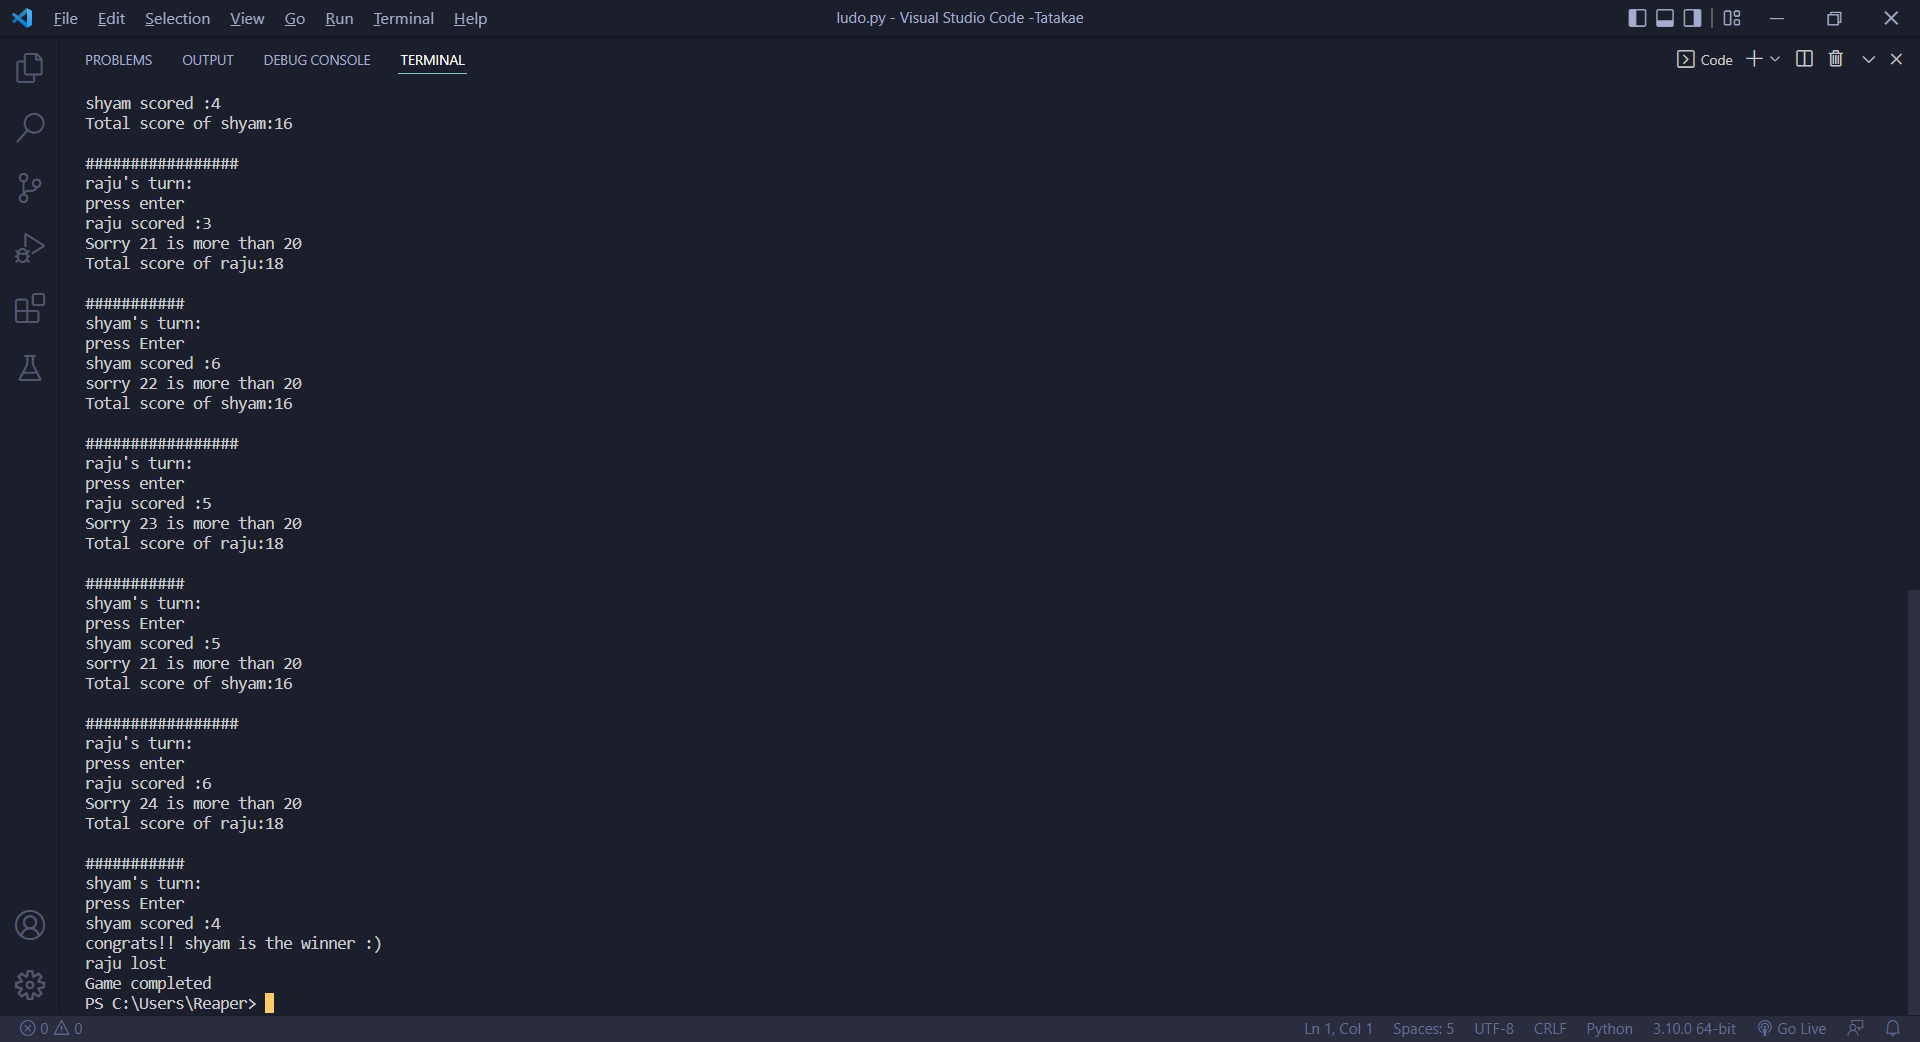 File Edit Selection View Go Run Terminal Help ludo.py - Visual Studio Code -Tatakae
PROBLEMS OUTPUT DEBUG CONSOLE TERMINAL Code
shyam scored :4
Total score of shyam:16
#################
raju's turn:
press enter
raju scored :3
Sorry 21 is more than 20
Total score of raju:18
###########
shyam's turn:
press Enter
shyam scored :6
sorry 22 is more than 20
Total score of shyam:16
#################
raju's turn:
press enter
raju scored :5
Sorry 23 is more than 20
Total score of raju:18
###########
shyam's turn:
press Enter
shyam scored :5
sorry 21 is more than 20
Total score of shyam:16
#################
raju's turn:
press enter
raju scored :6
Sorry 24 is more than 20
Total score of raju:18
###########
shyam's turn:
press Enter
shyam scored :4
congrats!! shyam is the winner :)
raju lost
Game completed
PS C:\Users\Reaper>
0 0 Ln 1, Col 1 Spaces: 5 UTF-8 CRLF Python 3.10.0 64-bit Go Live